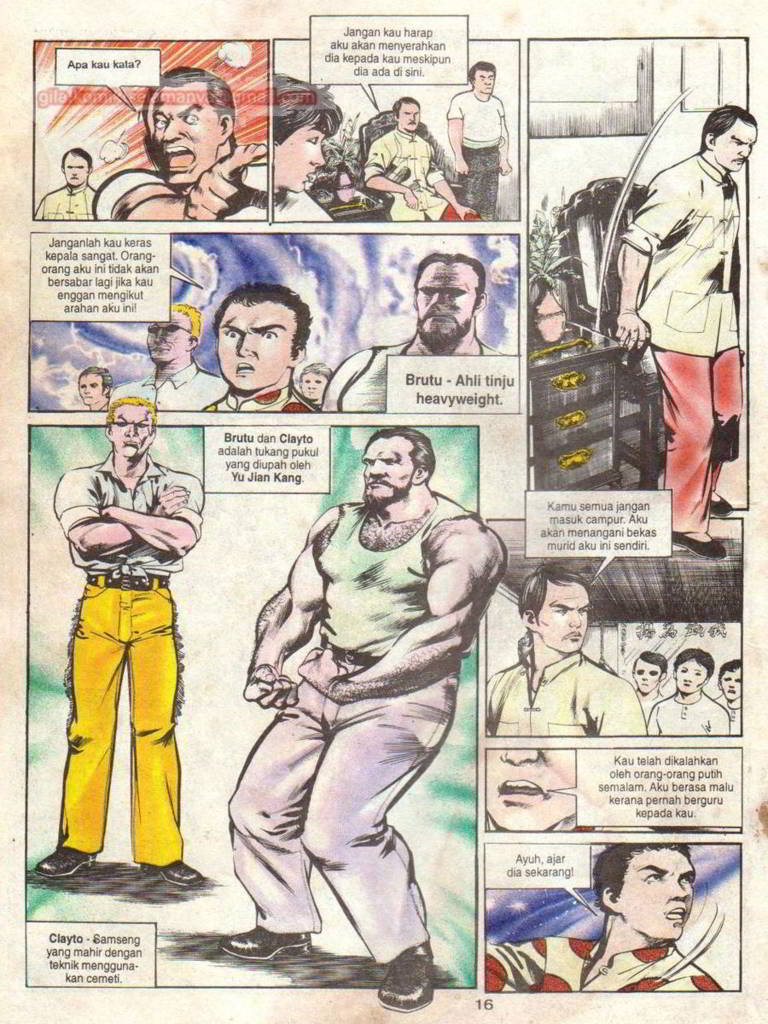 Apa kau kata?
gila-komik-salamanya@gmail.com
Jangan kau harap
aku akan menyerahkan
dia kepada kau meskipun
dia ada di sini.
Janganlah kau keras
kepala sangat. Orang-
orang aku ini tidak akan
bersabar lagi jika kau
enggan mengikut
arahan aku ini!
Brutu - Ahli tinju
heavyweight.
Brutu dan Clayto
adalah tukang pukul
yang diupah oleh
Yu Jian Kang.
Clayto - Samseng
yang mahir dengan
teknik mengguna-
kan cemeti.
Kamu semua jangan
masuk campur. Aku
akan menangani bekas
murid aku ini sendiri.
Kau telah dikalahkan
oleh orang-orang putih
semalam. Aku berasa malu
kerana pernah berguru
kepada kau.
Ayuh, ajar
dia sekarang!
16